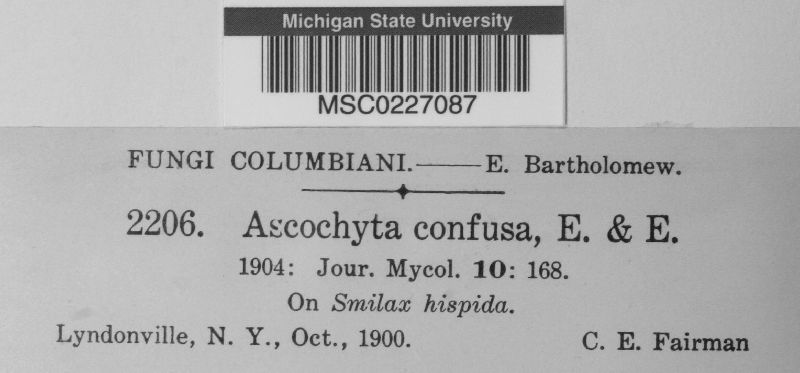 Michigan State University
MSC0227087
FUNGI COLUMBIANI.——E. Bartholomew.
2206. Ascochyta confusa, E. & E.
1904: Jour. Mycol. 10: 168.
On Smilax hispida.
Lyndonville, N. Y., Oct., 1900. C. E. Fairman